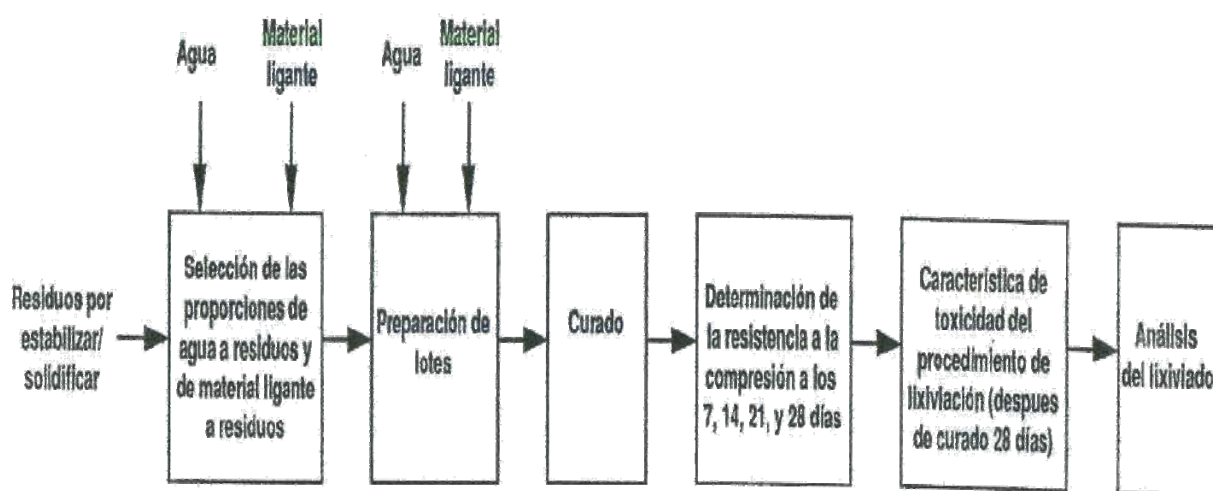 Agua
Material
ligante
Agua
Material
ligante
Residuos por
estabilizar/
solidificar
Selección de las
proporciones de
agua a residuos y
de material ligante
a residuos
Preparación de
lotes
Curado
Determinación de
la resistencia a la
compresión a los
7, 14, 21, y 28 días
Característica de
toxicidad del
procedimiento de
lixiviación (despues
de curado 28 días)
Análisis
del lixiviado